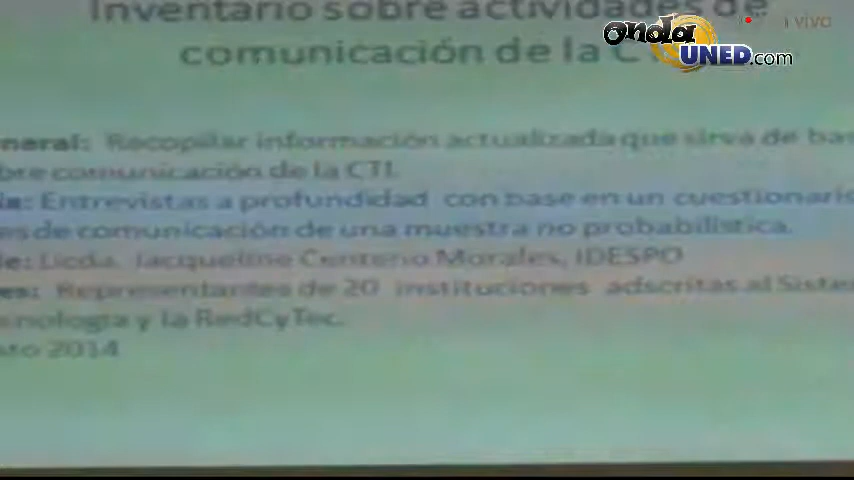 Inventario sobre actividades de
comunicación de la CT
onda UNED.com
vivo
neral: Recopilar información actualizada que sirva de bas
bre comunicación de la CTI.
ia: Entrevistas a profundidad con base en un cuestionario
es de comunicación de una muestra no probabilística.
le: Licda. Jacqueline Centeno Morales, IDESPO
es: Representantes de 20 instituciones adscritas al Sister
nología y la RedCyTec.
sto 2014